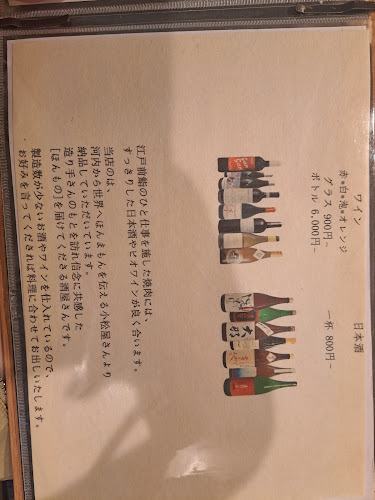 日本酒
一杯 800円~
ワイン
赤*白*泡*オレンジ
グラス 900円~
ボトル 6,000円~
江戸前鮨のひと仕事を施した焼肉には、
すっきりした日本酒やビオワインが良く合います。
当店のは、
河内から世界へほんまもんを伝える小松屋さんより
納品していただいています。
造り手さんのもとを訪れ信念に共感した
[ほんもの]を届けてくださる酒屋さんです。
製造数が少ないお酒やワインを仕入れているので、
お好みを言ってくだされば料理に合わせてお出しいたします。